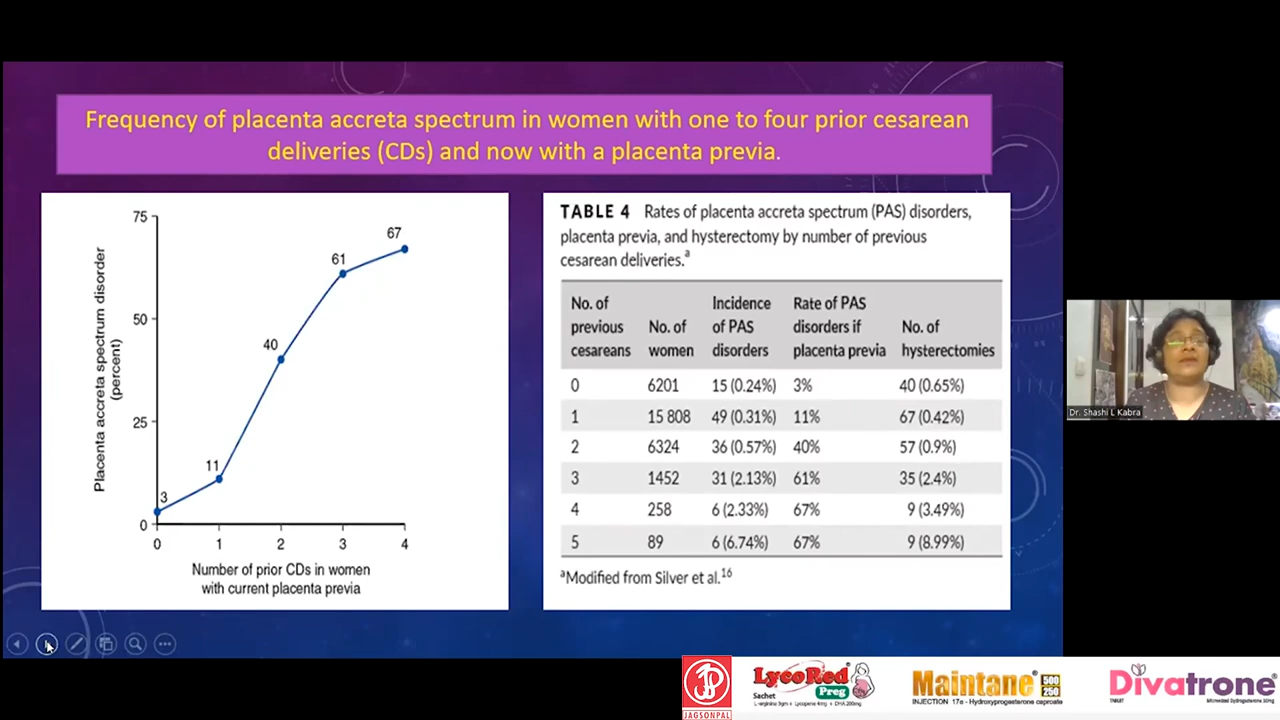 Frequency of placenta accreta spectrum in women with one to four prior cesarean
deliveries (CDs) and now with a placenta previa.
Placenta accreta spectrum disorder
(percent)
75
50
25
0
3
11
40
61
67
0 1 2 3 4
Number of prior CDs in women
with current placenta previa
TABLE 4 Rates of placenta accreta spectrum (PAS) disorders,
placenta previa, and hysterectomy by number of previous
cesarean deliveries.a
No. of previous cesareans No. of women Incidence of PAS disorders Rate of PAS disorders if placenta previa No. of hysterectomies
0 6201 15 (0.24%) 3% 40 (0.65%)
1 15 808 49 (0.31%) 11% 67 (0.42%)
2 6324 36 (0.57%) 40% 57 (0.9%)
3 1452 31 (2.13%) 61% 35 (2.4%)
4 258 6 (2.33%) 67% 9 (3.49%)
5 89 6 (6.74%) 67% 9 (8.99%)
aModified from Silver et al.16
Dr. Shashi L Kabra
JAGSONPAL
LycoRed
Preg
Sachet
L-arginine 3gm + Lycopene 4mg + DHA 200mg
Maintane 500 250
INJECTION 17α - Hydroxyprogesterone caproate
Divatrone
TABLET